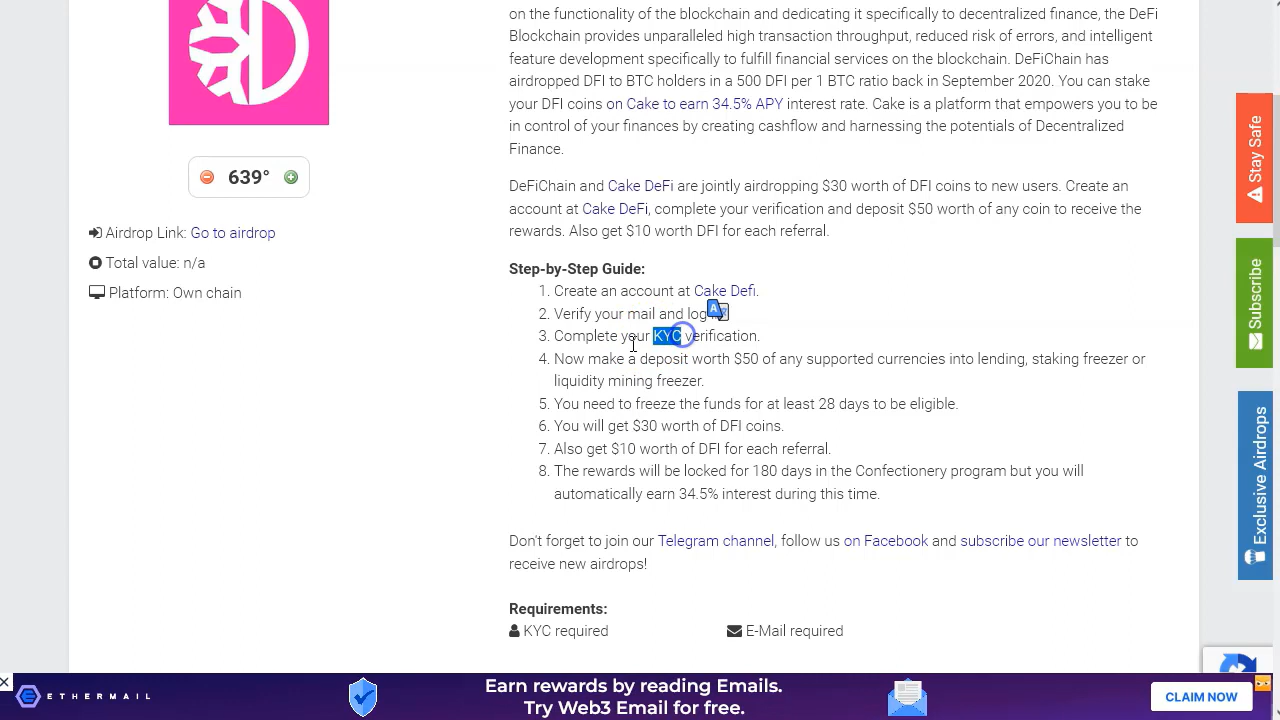 on the functionality of the blockchain and dedicating it specifically to decentralized finance, the DeFi
Blockchain provides unparalleled high transaction throughput, reduced risk of errors, and intelligent
feature development specifically to fulfill financial services on the blockchain. DeFiChain has
airdropped DFI to BTC holders in a 500 DFI per 1 BTC ratio back in September 2020. You can stake
your DFI coins on Cake to earn 34.5% APY interest rate. Cake is a platform that empowers you to be
in control of your finances by creating cashflow and harnessing the potentials of Decentralized
Finance.
639°
DeFiChain and Cake DeFi are jointly airdropping $30 worth of DFI coins to new users. Create an
account at Cake DeFi, complete your verification and deposit $50 worth of any coin to receive the
rewards. Also get $10 worth DFI for each referral.
Airdrop Link: Go to airdrop
Total value: n/a
Platform: Own chain
Step-by-Step Guide:
1. Create an account at Cake Defi.
2. Verify your mail and log
3. Complete your KYC verification.
4. Now make a deposit worth $50 of any supported currencies into lending, staking freezer or
liquidity mining freezer.
5. You need to freeze the funds for at least 28 days to be eligible.
6. You will get $30 worth of DFI coins.
7. Also get $10 worth of DFI for each referral.
8. The rewards will be locked for 180 days in the Confectionery program but you will
automatically earn 34.5% interest during this time.
Don't forget to join our Telegram channel, follow us on Facebook and subscribe our newsletter to
receive new airdrops!
Requirements:
KYC required
E-Mail required
Stay Safe
Subscribe
Exclusive Airdrops
ETHERMAIL
Earn rewards by reading Emails.
Try Web3 Email for free.
CLAIM NOW